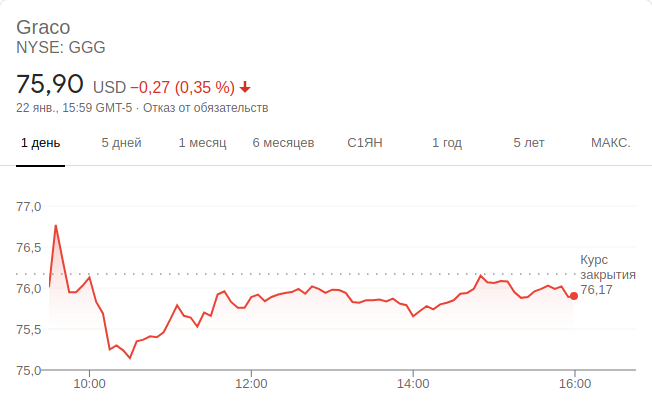 Graco
NYSE: GGG
75,90 USD −0,27 (0,35 %)
22 янв., 15:59 GMT-5 · Отказ от обязательств
1 день 5 дней 1 месяц 6 месяцев С1ЯН 1 год 5 лет МАКС.
77,0
76,5
76,0
75,5
75,0
Курс
закрытия
76,17
10:00 12:00 14:00 16:00